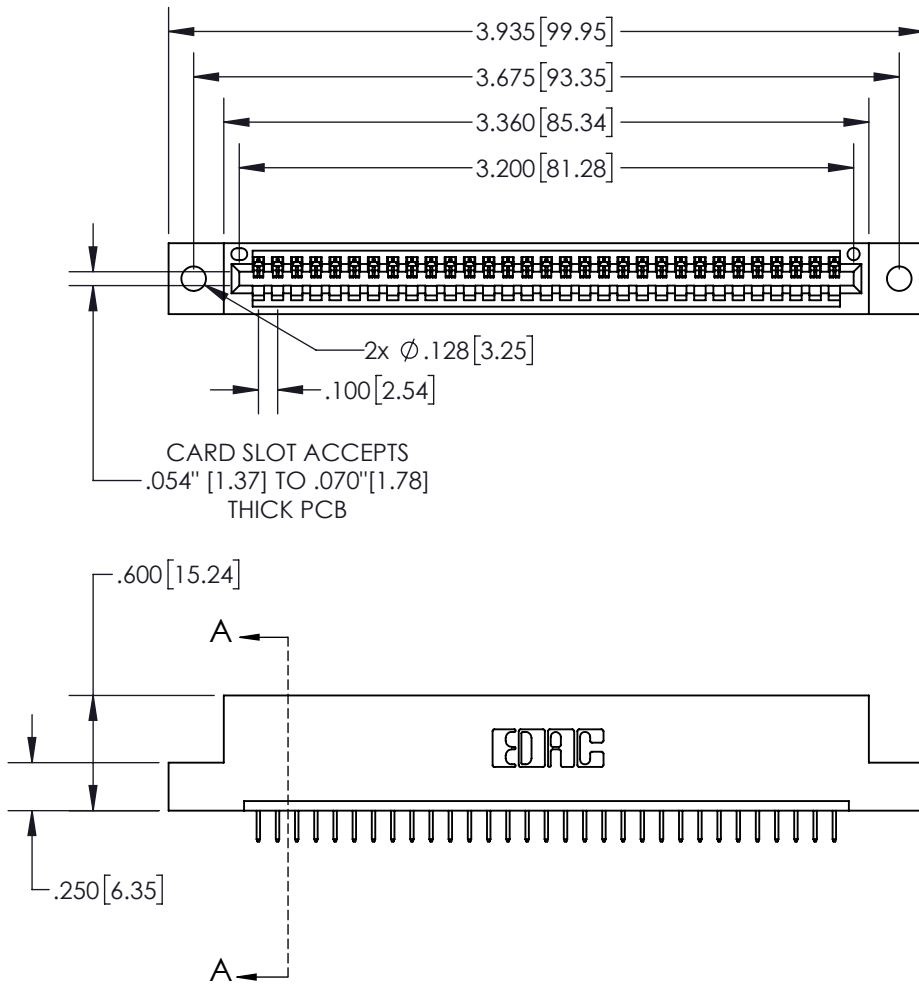 3.935[99.95]
3.675[93.35]
3.360[85.34]
3.200[81.28]
2x Ø.128[3.25]
.100[2.54]
CARD SLOT ACCEPTS
.054" [1.37] TO .070"[1.78]
THICK PCB
.600[15.24]
A
EDAC
.250[6.35]
A